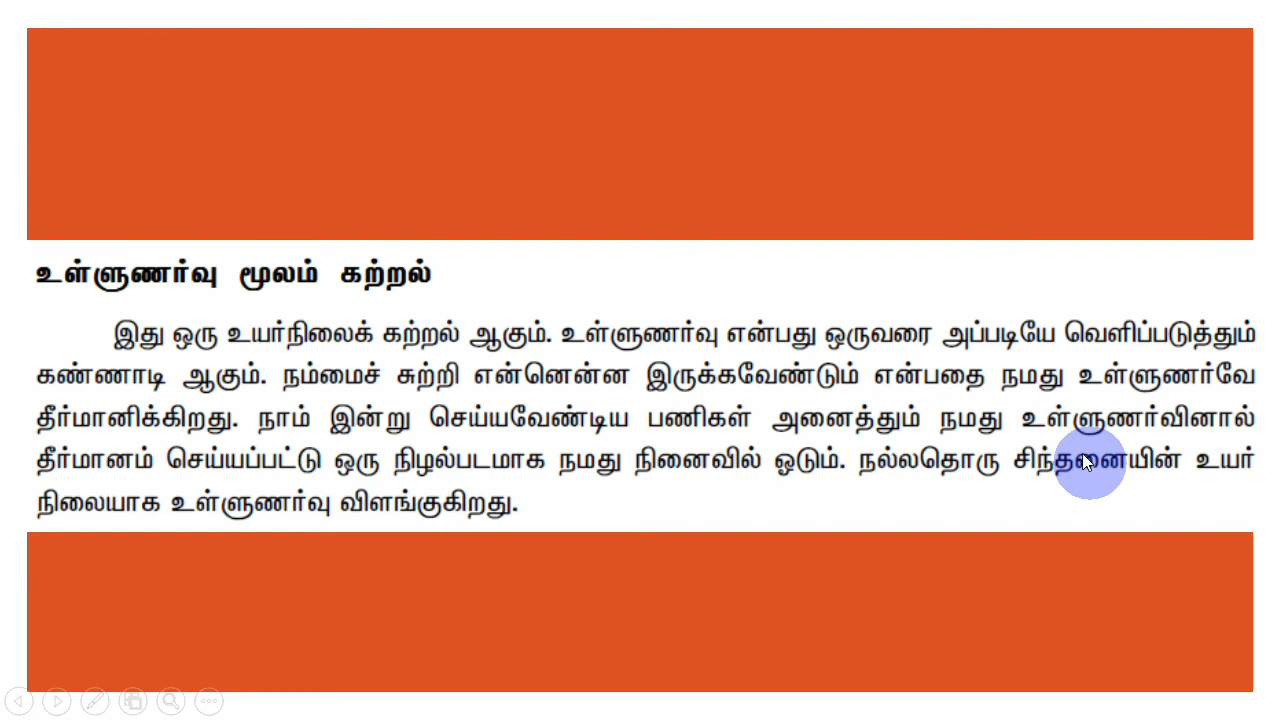 உள்ளுணர்வு மூலம் கற்றல்
இது ஒரு உயர்நிலைக் கற்றல் ஆகும். உள்ளுணர்வு என்பது ஒருவரை அப்படியே வெளிப்படுத்தும்
கண்ணாடி ஆகும். நம்மைச் சுற்றி என்னென்ன இருக்கவேண்டும் என்பதை நமது உள்ளுணர்வே
தீர்மானிக்கிறது. நாம் இன்று செய்யவேண்டிய பணிகள் அனைத்தும் நமது உள்ளுணர்வினால்
தீர்மானம் செய்யப்பட்டு ஒரு நிழல்படமாக நமது நினைவில் ஓடும். நல்லதொரு சிந்தனையின் உயர்
நிலையாக உள்ளுணர்வு விளங்குகிறது.